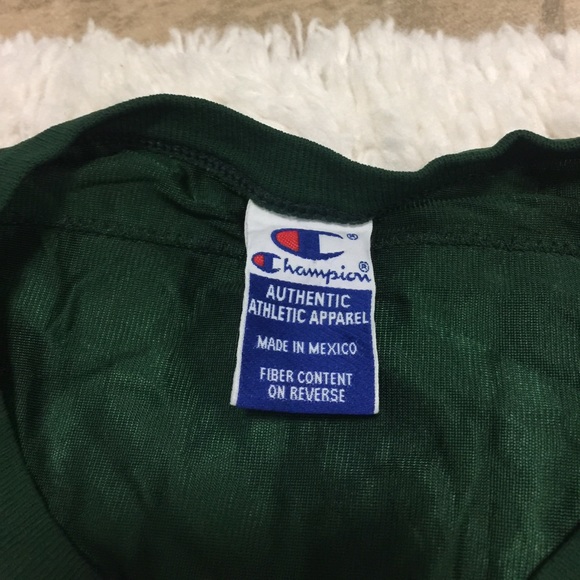 ®
Champion®
AUTHENTIC
ATHLETIC APPAREL
MADE IN MEXICO
FIBER CONTENT
ON REVERSE